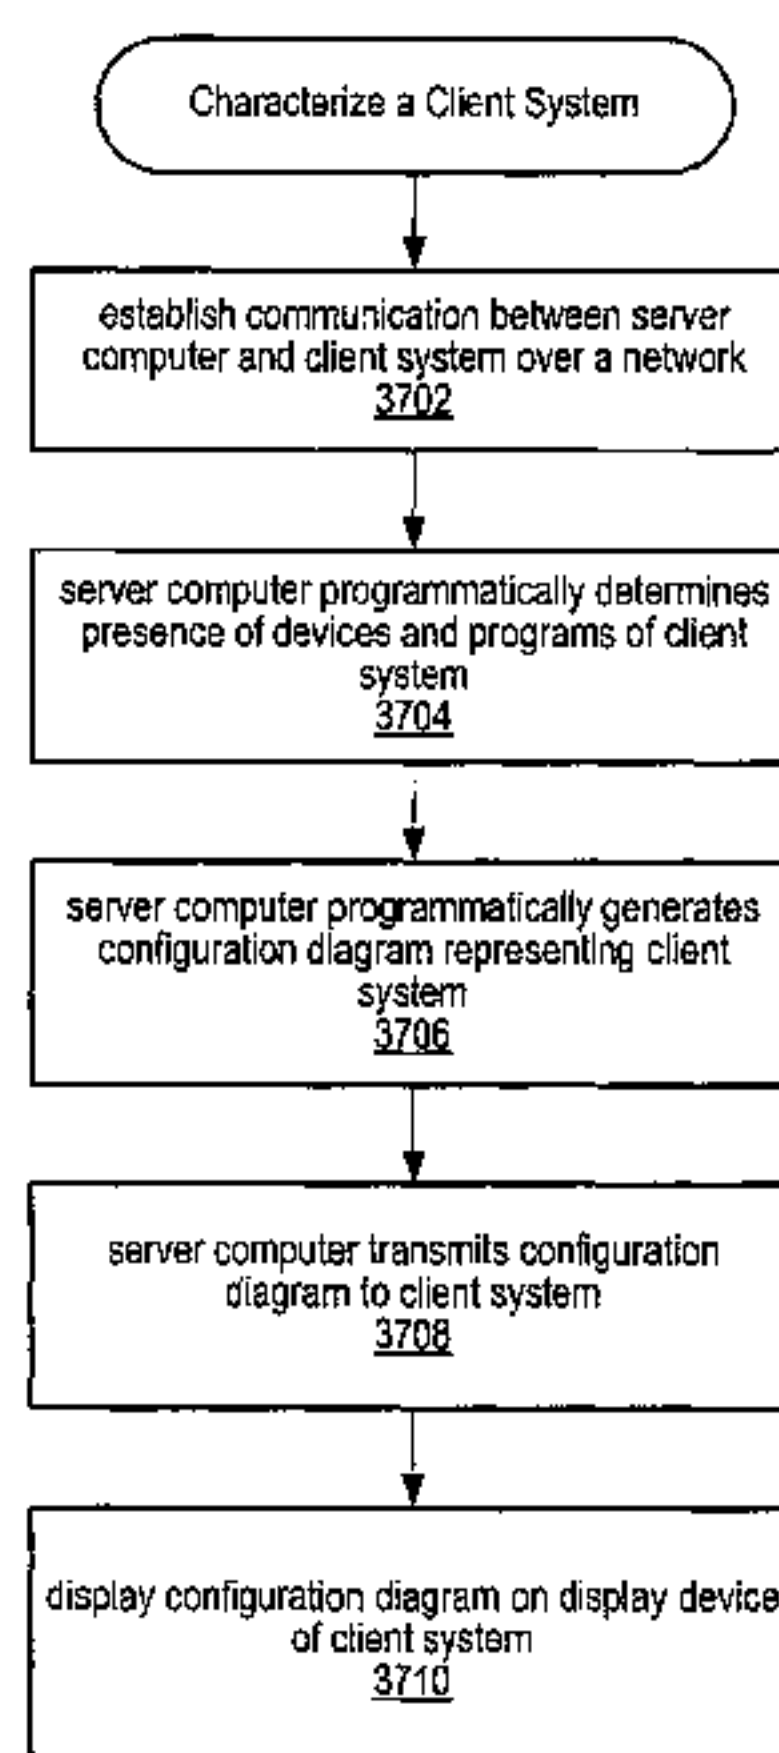 Characterize a Client System
establish communication between server
computer and client system over a network
3702
server computer programmatically determines
presence of devices and programs of client
system
3704
server computer programmatically generates
configuration diagram representing client
system
3706
server computer transmits configuration
diagram to client system
3708
display configuration diagram on display device
of client system
3710